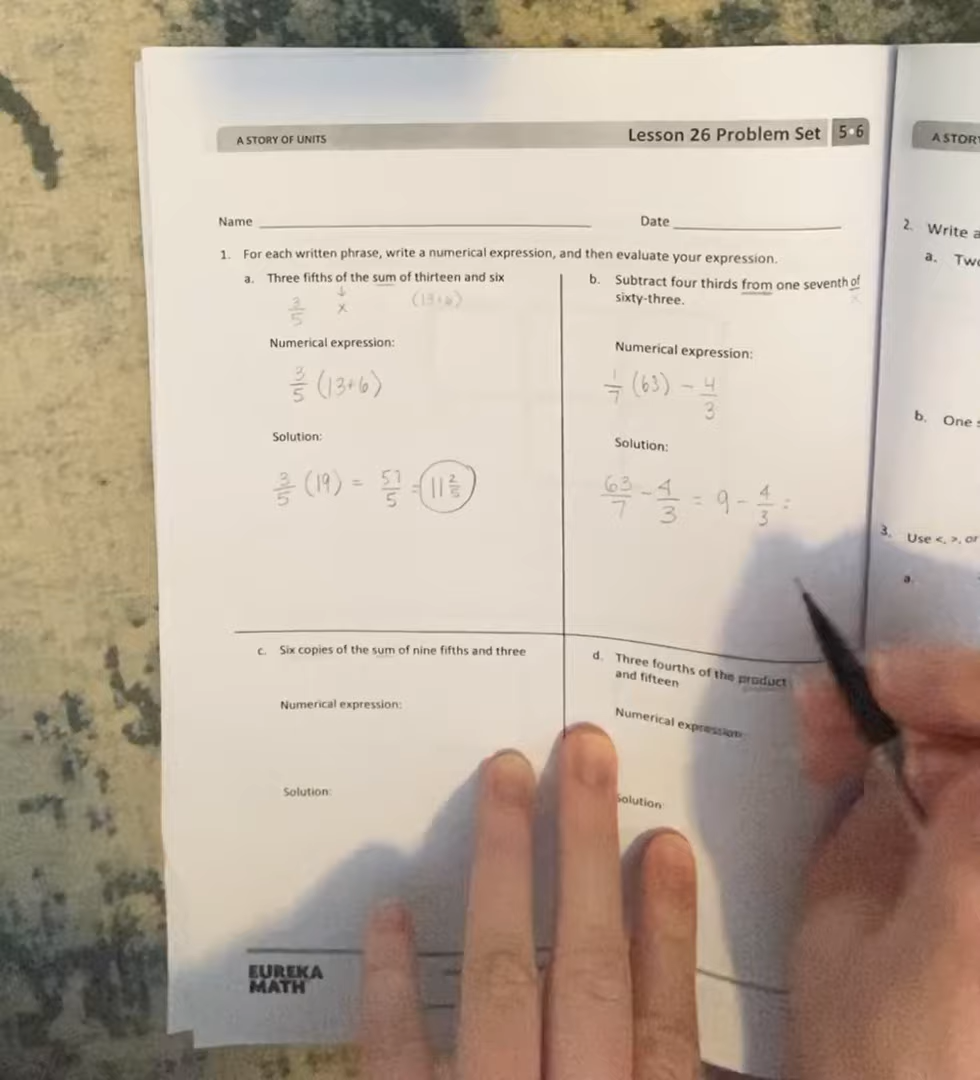 A STORY OF UNITS
Lesson 26 Problem Set 5•6
A STOR
Name
Date
1. For each written phrase, write a numerical expression, and then evaluate your expression.
a. Three fifths of the sum of thirteen and six
3/5 × (13+6)
Numerical expression:
3/5 (13+6)
Solution:
3/5 (19) = 57/5 = 11 2/5
b. Subtract four thirds from one seventh of
sixty-three.
Numerical expression:
1/7 (63) - 4/3
Solution:
63/7 - 4/3 = 9 - 4/3 =
c. Six copies of the sum of nine fifths and three
Numerical expression:
Solution:
d. Three fourths of the product
and fifteen
Numerical expression:
Solution:
EUREKA
MATH
2. Write a
a. Tw
b. One
3. Use <, >, or
a.